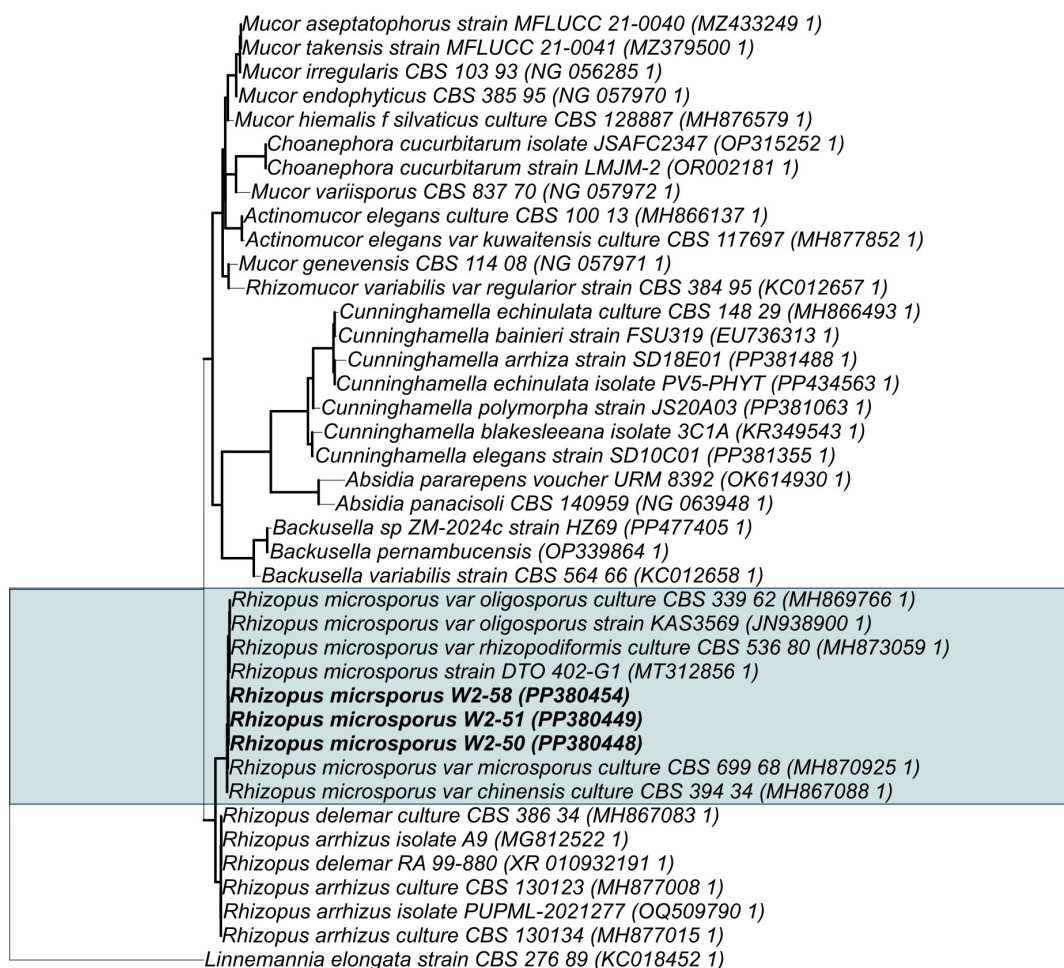 Mucor aseptatophorus strain MFLUCC 21-0040 (MZ433249 1)
Mucor takensis strain MFLUCC 21-0041 (MZ379500 1)
Mucor irregularis CBS 103 93 (NG 056285 1)
Mucor endophyticus CBS 385 95 (NG 057970 1)
Mucor hiemalis f silvaticus culture CBS 128887 (MH876579 1)
Choanephora cucurbitarum isolate JSAFC2347 (OP315252 1)
Choanephora cucurbitarum strain LMJM-2 (OR002181 1)
Mucor variisporus CBS 837 70 (NG 057972 1)
Actinomucor elegans culture CBS 100 13 (MH866137 1)
Actinomucor elegans var kuwaitensis culture CBS 117697 (MH877852 1)
Mucor genevensis CBS 114 08 (NG 057971 1)
Rhizomucor variabilis var regularior strain CBS 384 95 (KC012657 1)
Cunninghamella echinulata culture CBS 148 29 (MH866493 1)
Cunninghamella bainieri strain FSU319 (EU736313 1)
Cunninghamella arrhiza strain SD18E01 (PP381488 1)
Cunninghamella echinulata isolate PV5-PHYT (PP434563 1)
Cunninghamella polymorpha strain JS20A03 (PP381063 1)
Cunninghamella blakesleeana isolate 3C1A (KR349543 1)
Cunninghamella elegans strain SD10C01 (PP381355 1)
Absidia pararepens voucher URM 8392 (OK614930 1)
Absidia panacisoli CBS 140959 (NG 063948 1)
Backusella sp ZM-2024c strain HZ69 (PP477405 1)
Backusella pernambucensis (OP339864 1)
Backusella variabilis strain CBS 564 66 (KC012658 1)
Rhizopus microsporus var oligosporus culture CBS 339 62 (MH869766 1)
Rhizopus microsporus var oligosporus strain KAS3569 (JN938900 1)
Rhizopus microsporus var rhizopodiformis culture CBS 536 80 (MH873059 1)
Rhizopus microsporus strain DTO 402-G1 (MT312856 1)
Rhizopus micrsporus W2-58 (PP380454)
Rhizopus microsporus W2-51 (PP380449)
Rhizopus microsporus W2-50 (PP380448)
Rhizopus microsporus var microsporus culture CBS 699 68 (MH870925 1)
Rhizopus microsporus var chinensis culture CBS 394 34 (MH867088 1)
Rhizopus delemar culture CBS 386 34 (MH867083 1)
Rhizopus arrhizus isolate A9 (MG812522 1)
Rhizopus delemar RA 99-880 (XR 010932191 1)
Rhizopus arrhizus culture CBS 130123 (MH877008 1)
Rhizopus arrhizus isolate PUPML-2021277 (OQ509790 1)
Rhizopus arrhizus culture CBS 130134 (MH877015 1)
Linnemannia elongata strain CBS 276 89 (KC018452 1)